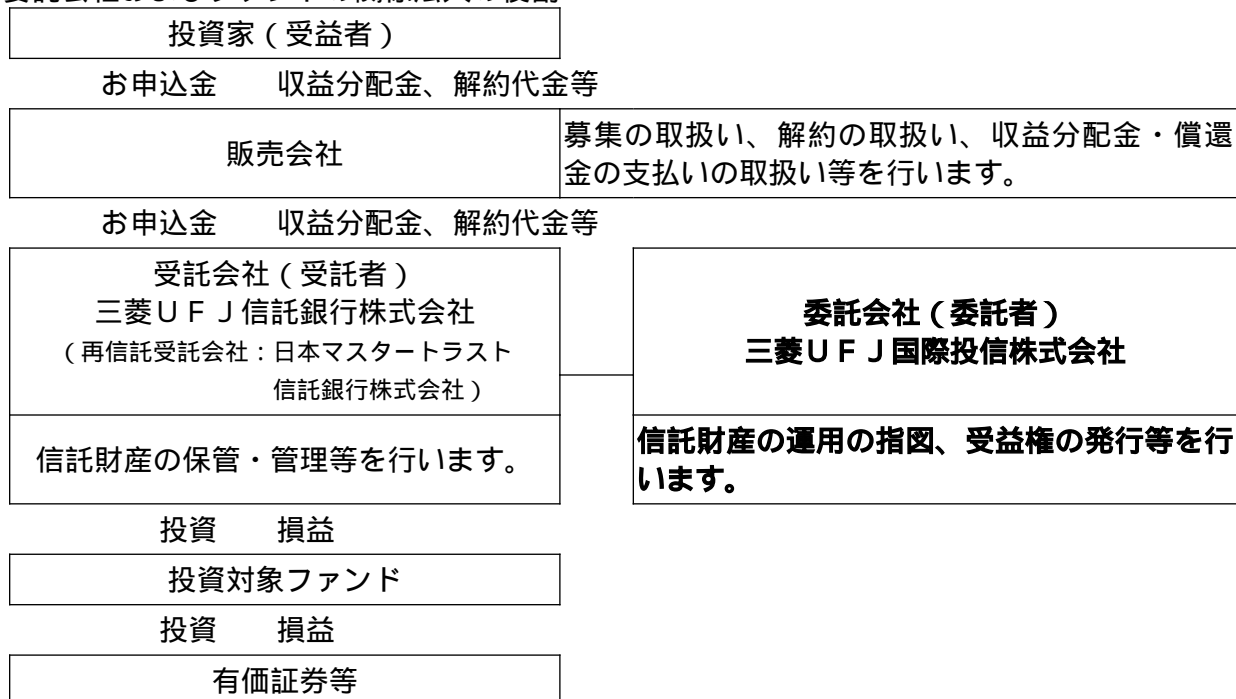 投資家（受益者）
お申込金　　収益分配金、解約代金等
販売会社
募集の取扱い、解約の取扱い、収益分配金・償還
金の支払いの取扱い等を行います。
お申込金　　収益分配金、解約代金等
受託会社（受託者）
三菱ＵＦＪ信託銀行株式会社
（再信託受託会社：日本マスタートラスト
信託銀行株式会社）
委託会社（委託者）
三菱ＵＦＪ国際投信株式会社
信託財産の保管・管理等を行います。
信託財産の運用の指図、受益権の発行等を行
います。
投資　　損益
投資対象ファンド
投資　　損益
有価証券等